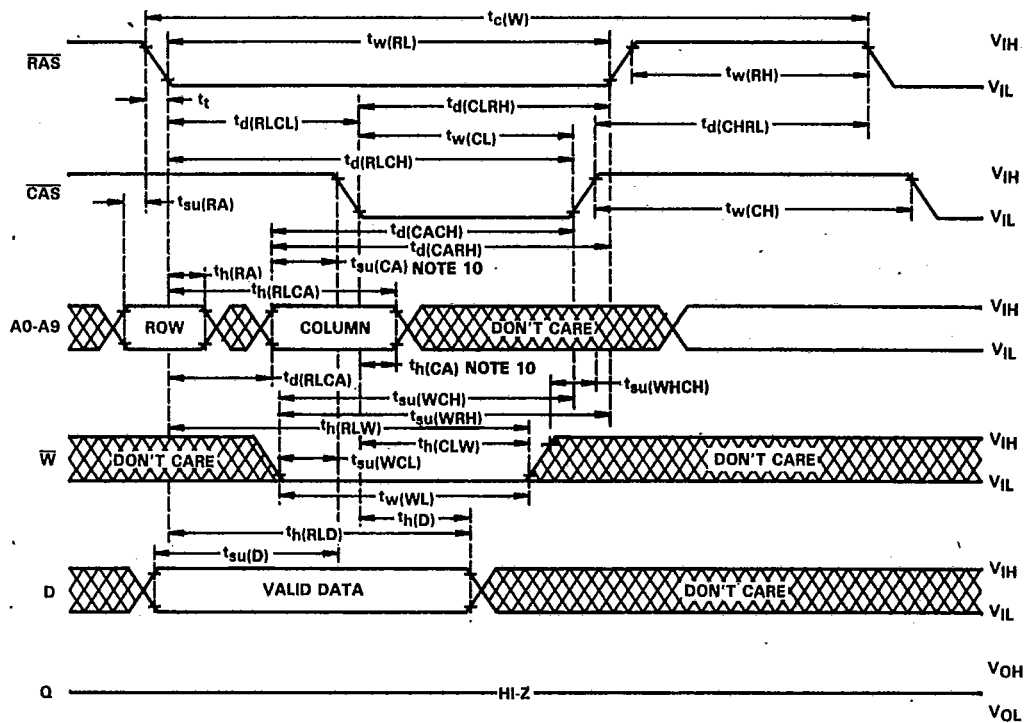 tc(W)
tw(RL)
VIH
RAS
tw(RH)
VIL
tt
td(CLRH)
td(RLCL)
tw(CL)
td(CHRL)
td(RLCH)
VIH
CAS
tsu(RA)
tw(CH)
VIL
td(CACH)
td(CARH)
th(RA)
tsu(CA) NOTE 10
th(RLCA)
VIH
A0-A9
ROW
COLUMN
DON'T CARE
VIL
th(CA) NOTE 10
tsu(WHCH)
td(RLCA)
tsu(WCH)
tsu(WRH)
th(RLW)
VIH
th(CLW)
W
DON'T CARE
tsu(WCL)
DON'T CARE
VIL
tw(WL)
th(D)
th(RLD)
tsu(D)
VIH
D
VALID DATA
DON'T CARE
VIL
VOH
Q
HI-Z
VOL